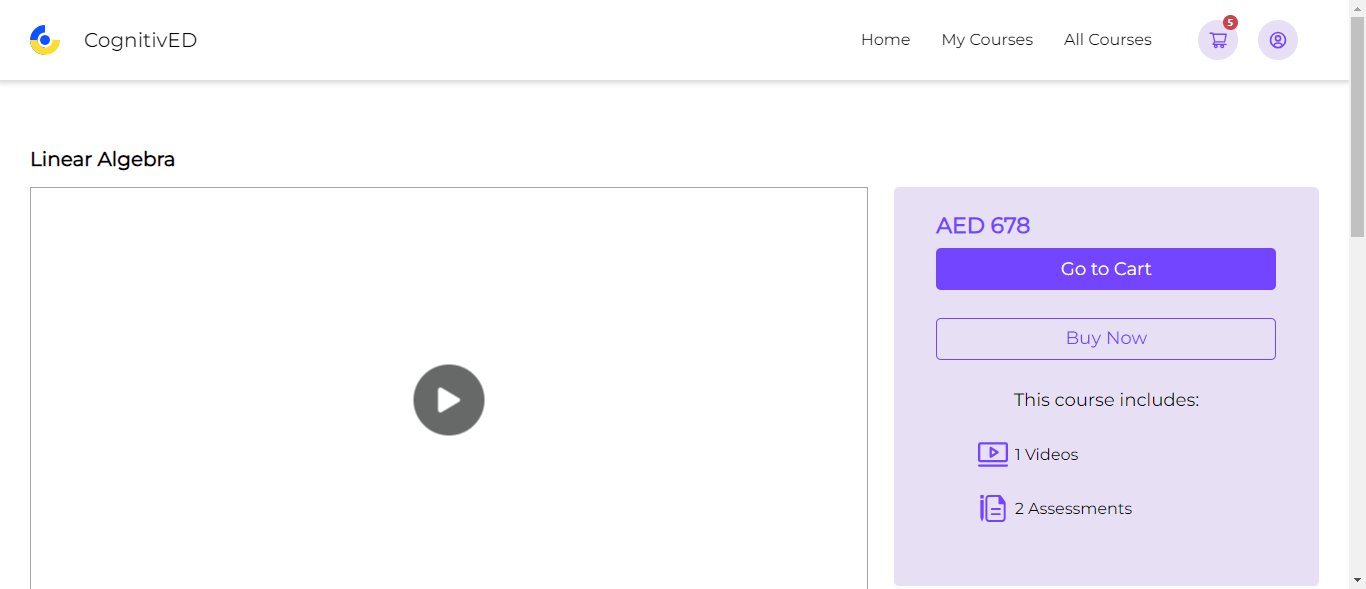 CognitivED
Home
My Courses
All Courses
5
Linear Algebra
AED 678
Go to Cart
Buy Now
This course includes:
1 Videos
2 Assessments